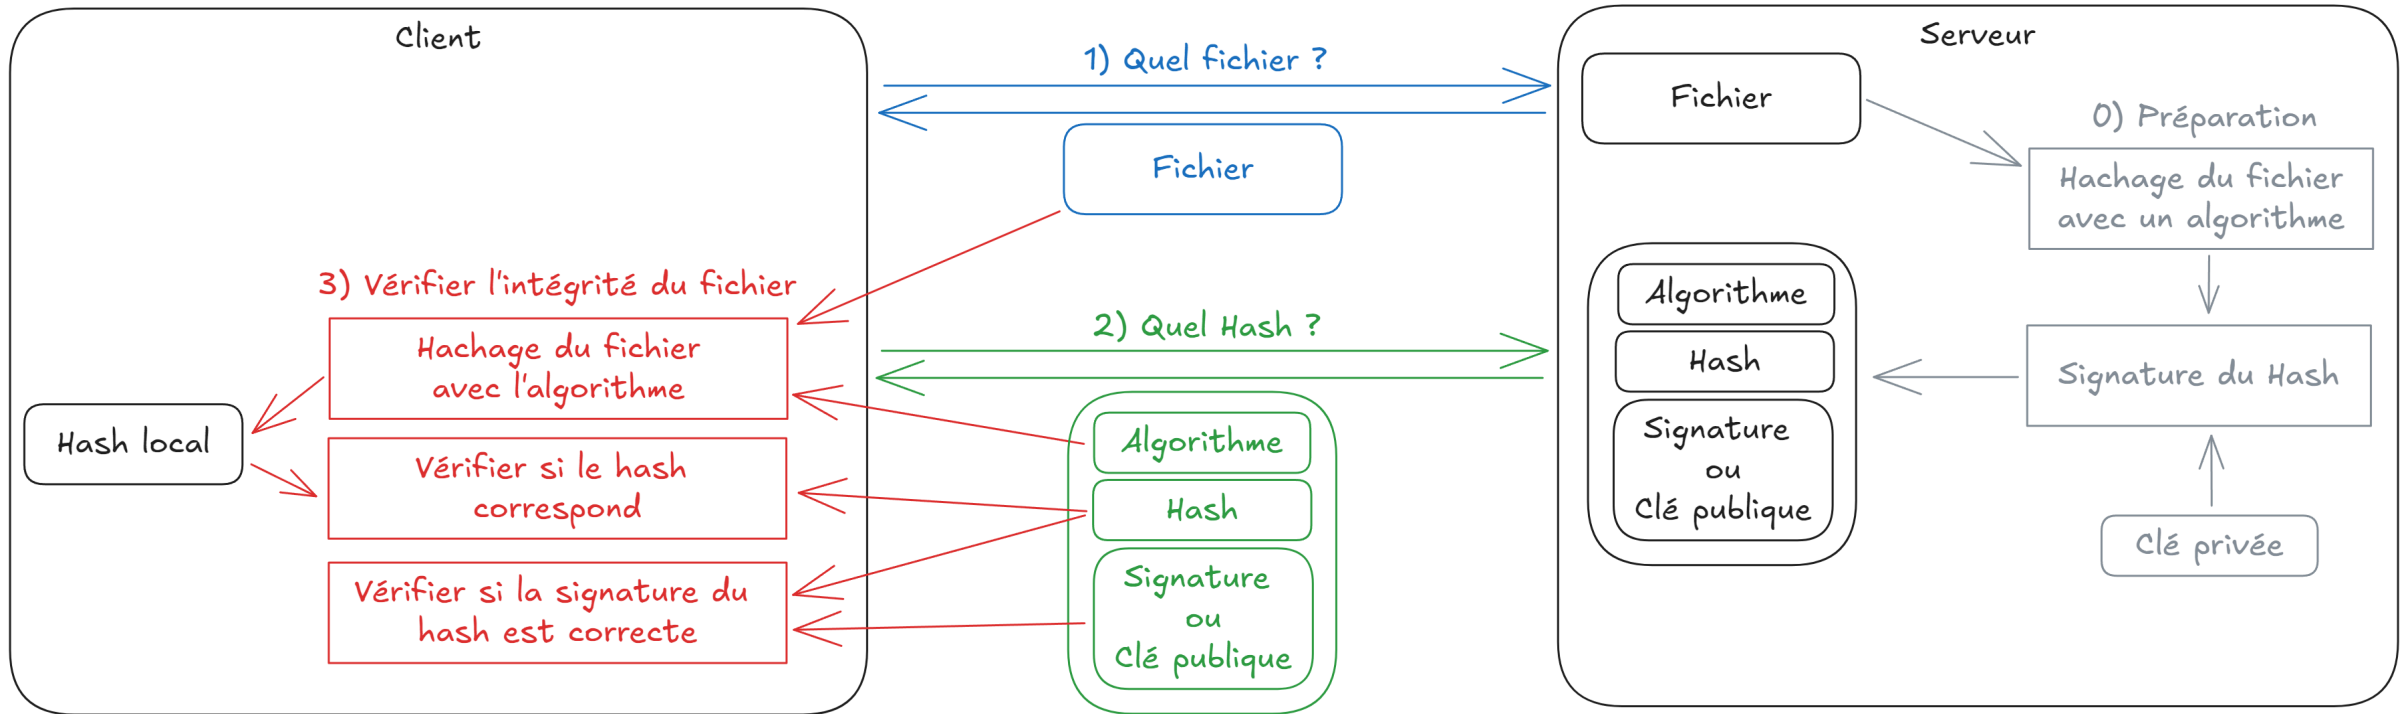 Client
Hash local
3) Vérifier l'intégrité du fichier
Hachage du fichier
avec l'algorithme
Vérifier si le hash
correspond
Vérifier si la signature du
hash est correcte
1) Quel fichier ?
Fichier
2) Quel Hash ?
Algorithme
Hash
Signature
ou
Clé publique
Serveur
Fichier
Algorithme
Hash
Signature
ou
Clé publique
0) Préparation
Hachage du fichier
avec un algorithme
Signature du Hash
Clé privée